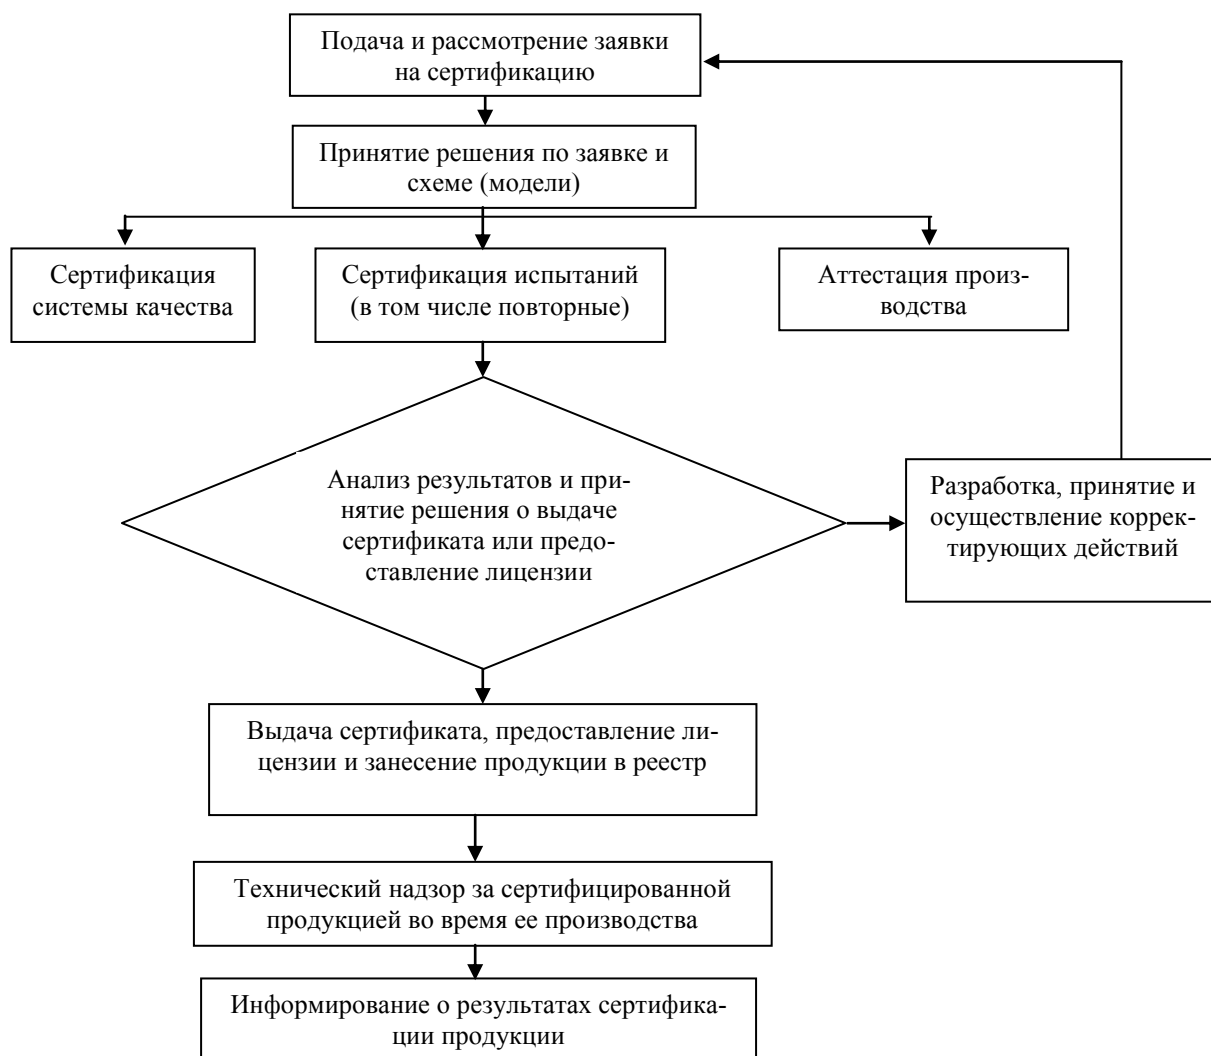 Подача и рассмотрение заявки
на сертификацию
Принятие решения по заявке и
схеме (модели)
Сертификация
системы качества
Сертификация испытаний
(в том числе повторные)
Аттестация произ-
водства
Анализ результатов и при-
нятие решения о выдаче
сертификата или предо-
ставление лицензии
Разработка, принятие и
осуществление коррек-
тирующих действий
Выдача сертификата, предоставление ли-
цензии и занесение продукции в реестр
Технический надзор за сертифицированной
продукцией во время ее производства
Информирование о результатах сертифика-
ции продукции